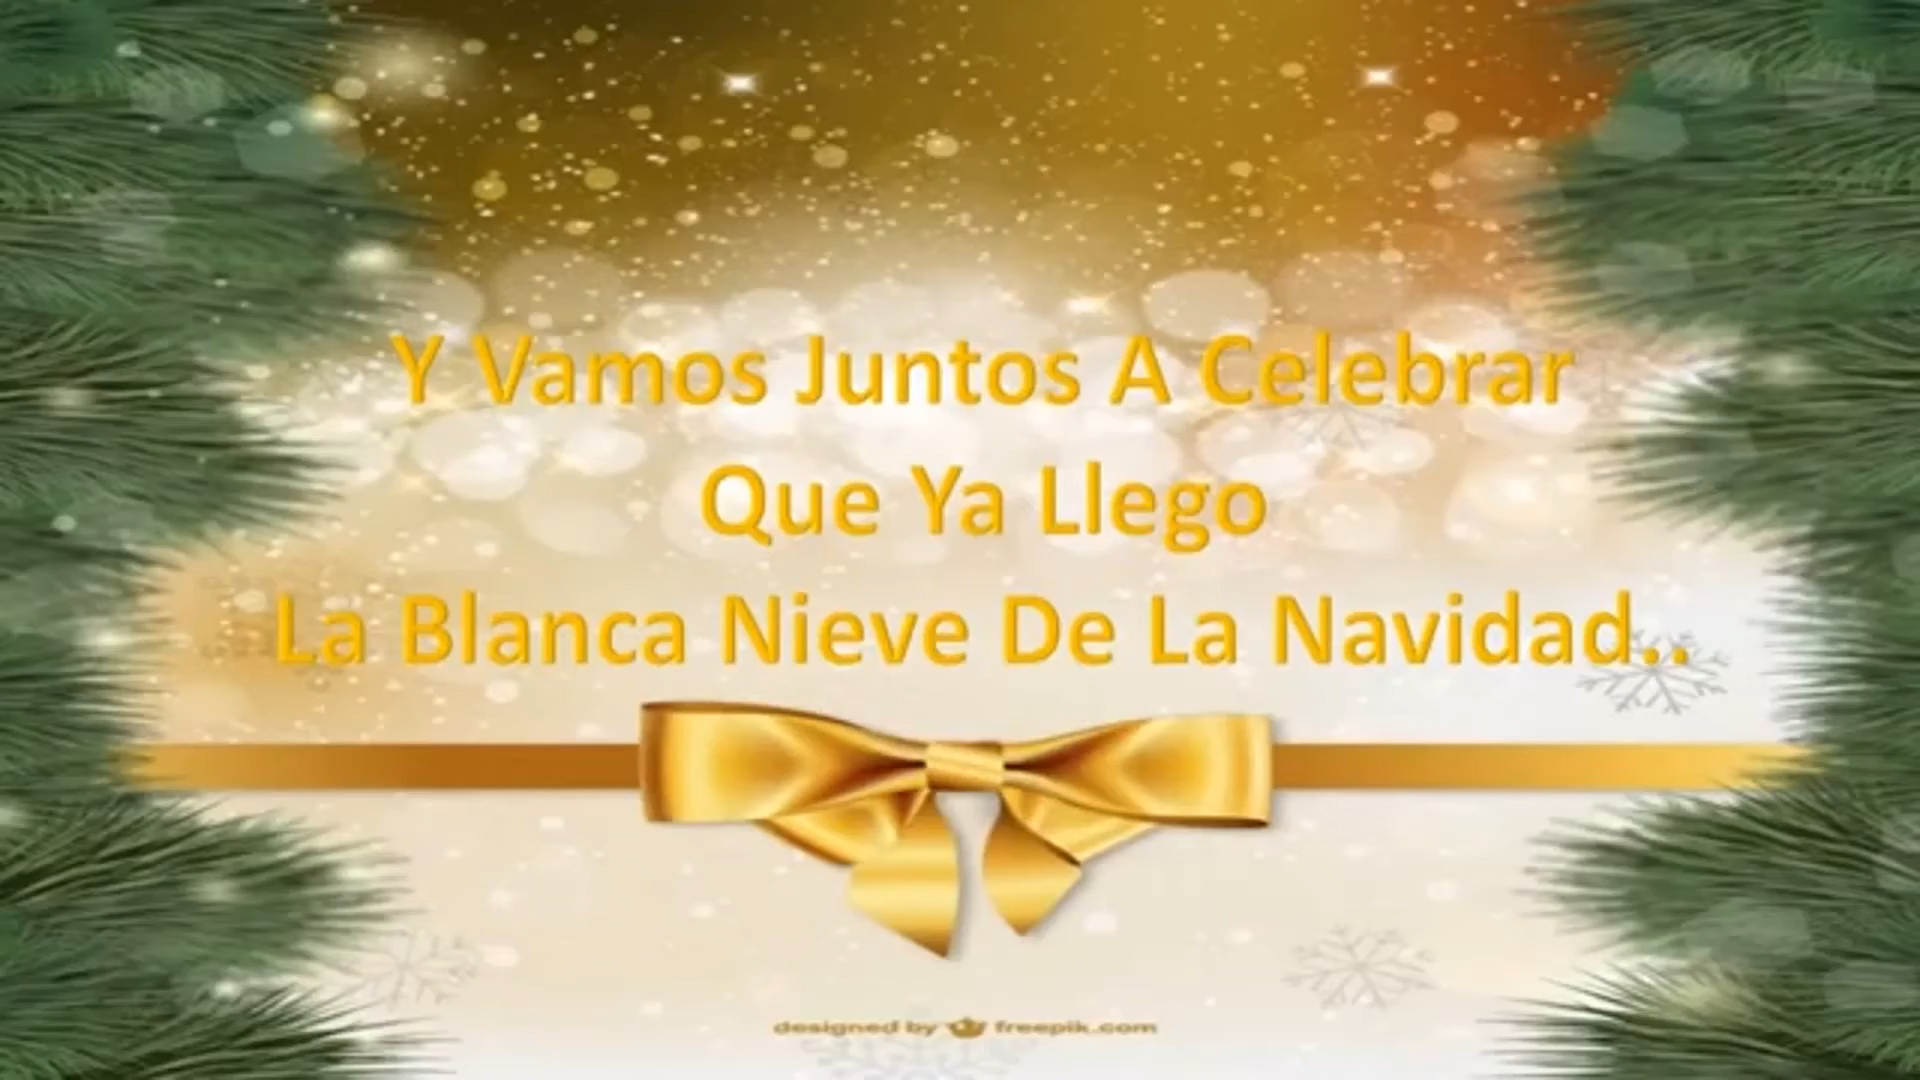 Y Vamos Juntos A Celebrar
Que Ya Llego
La Blanca Nieve De La Navidad..
designed by freepik.com